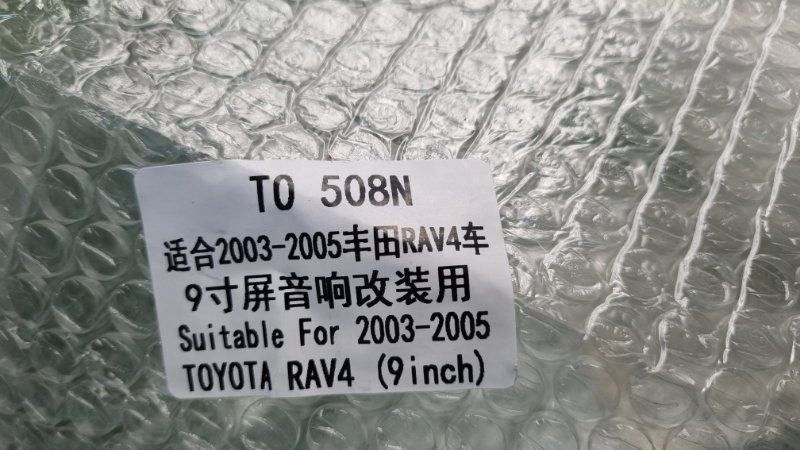 TO 508N
适合2003-2005丰田RAV4车
9寸屏音响改装用
Suitable For 2003-2005
TOYOTA RAV4 (9inch)